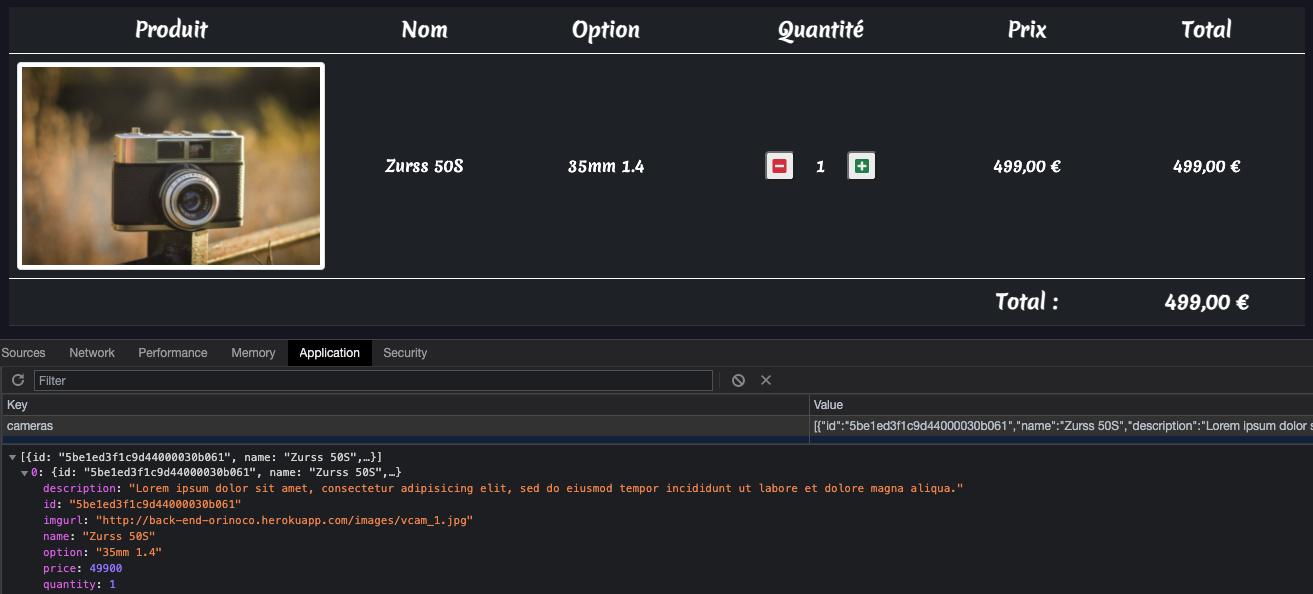 Produit Nom Option Quantité Prix Total
Zurss 50S 35mm 1.4 1 499,00 € 499,00 €
Total : 499,00 €
Sources Network Performance Memory Application Security
Filter
Key Value
cameras [{"id":"5be1ed3f1c9d44000030b061","name":"Zurss 50S","description":"Lorem ipsum dolor s
[{id: "5be1ed3f1c9d44000030b061", name: "Zurss 50S",…}]
0: {id: "5be1ed3f1c9d44000030b061", name: "Zurss 50S",…}
description: "Lorem ipsum dolor sit amet, consectetur adipisicing elit, sed do eiusmod tempor incididunt ut labore et dolore magna aliqua."
id: "5be1ed3f1c9d44000030b061"
imgurl: "http://back-end-orinoco.herokuapp.com/images/vcam_1.jpg"
name: "Zurss 50S"
option: "35mm 1.4"
price: 49900
quantity: 1